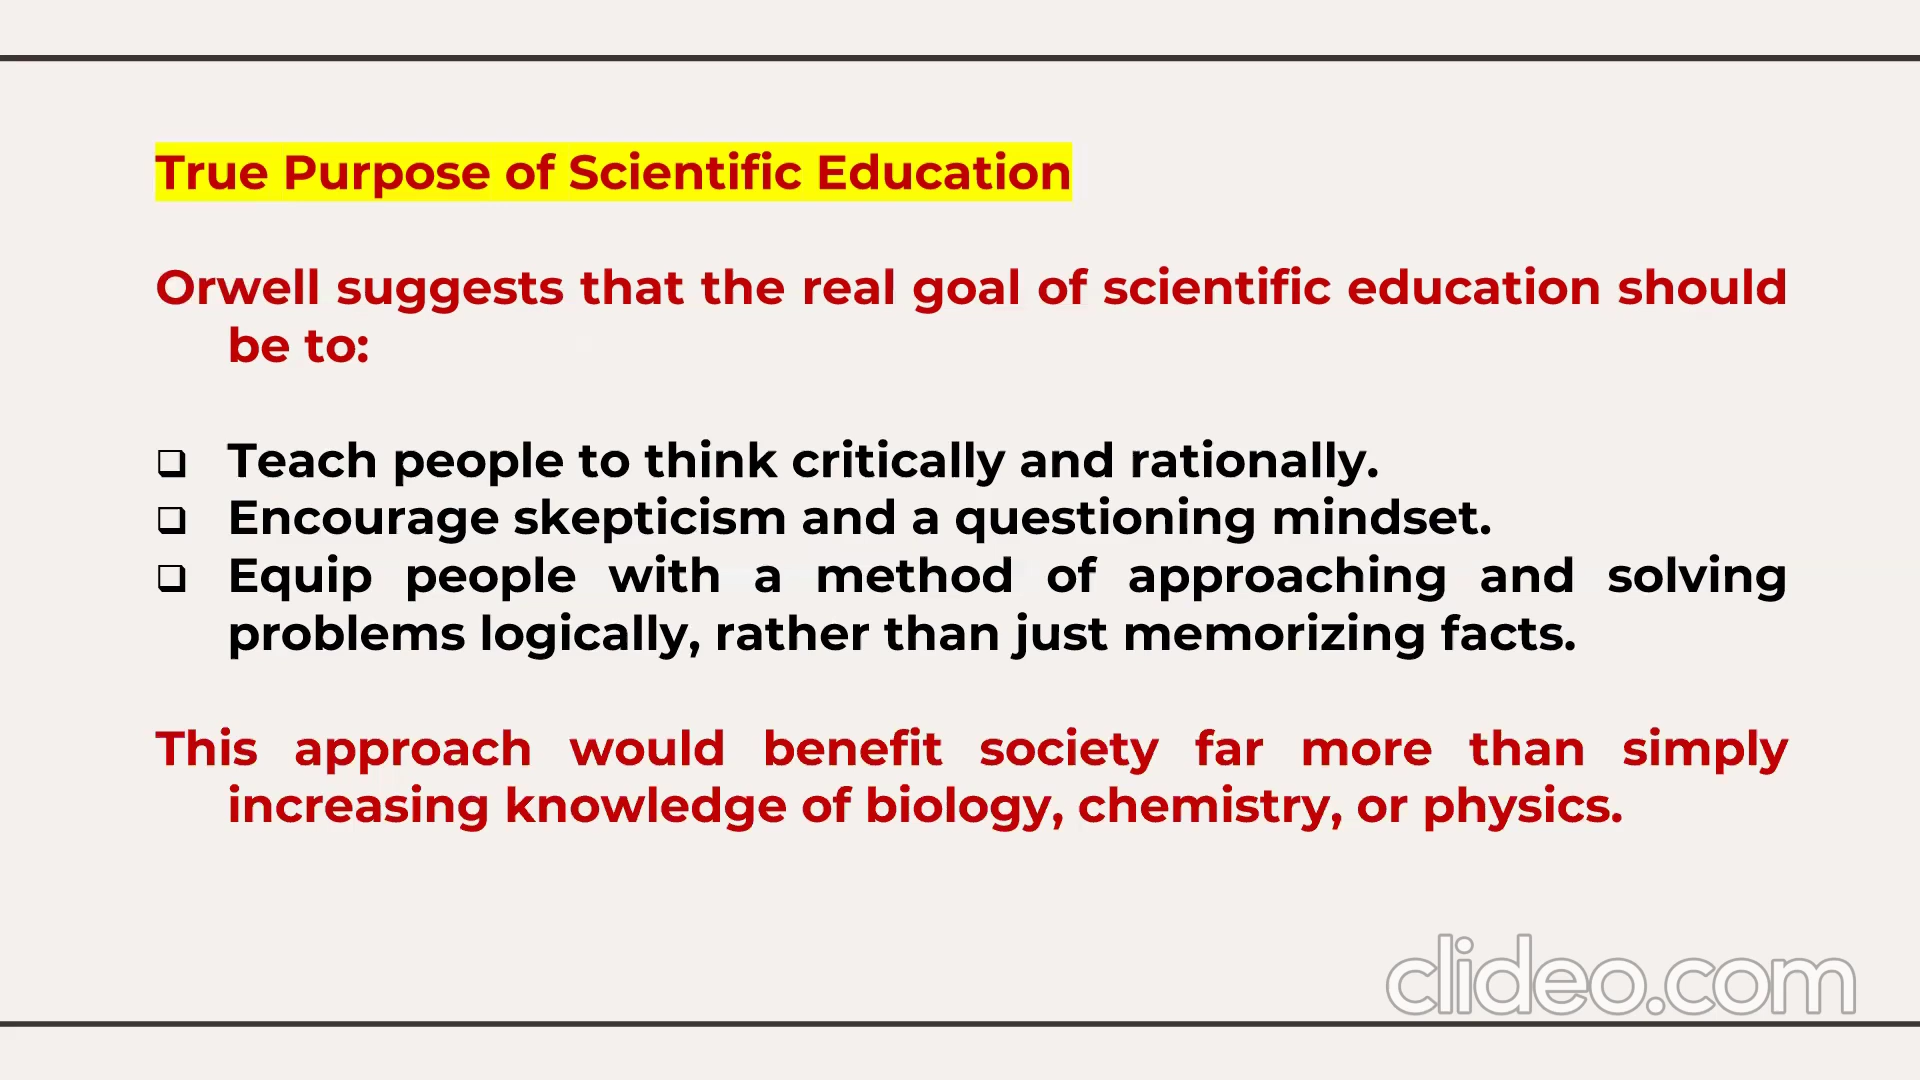 True Purpose of Scientific Education
Orwell suggests that the real goal of scientific education should
be to:
❑ Teach people to think critically and rationally.
❑ Encourage skepticism and a questioning mindset.
❑ Equip people with a method of approaching and solving
problems logically, rather than just memorizing facts.
This approach would benefit society far more than simply
increasing knowledge of biology, chemistry, or physics.
clideo.com